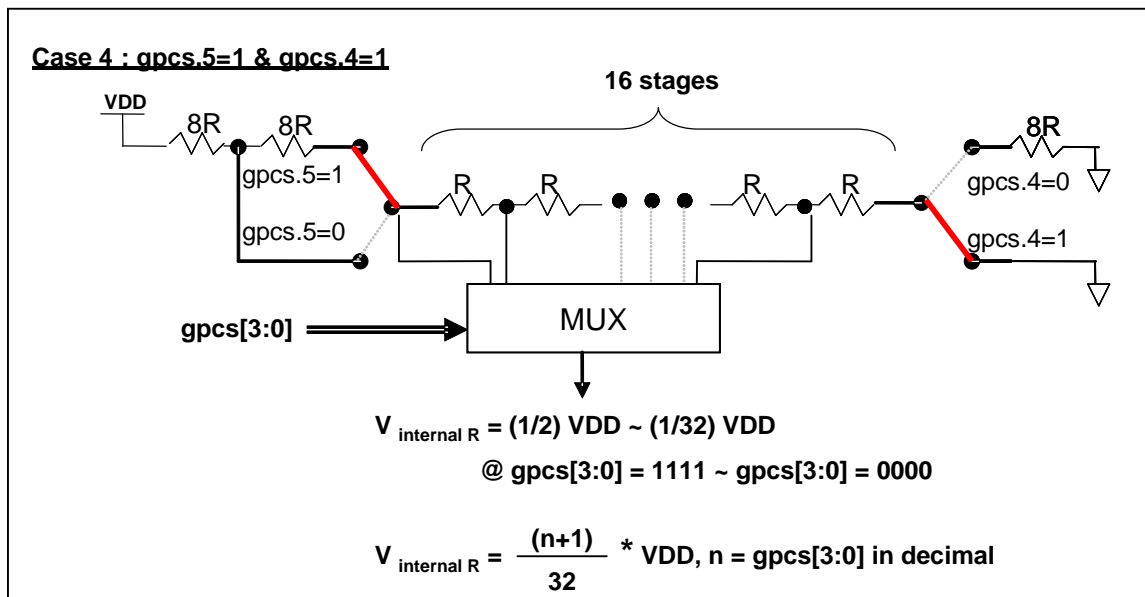 Case 4 : gpcs.5=1 & gpcs.4=1
16 stages
VDD
8R
8R
8R
gpcs.5=1
gpcs.4=0
R
R
R
R
gpcs.5=0
gpcs.4=1
gpcs[3:0]
MUX
V internal R = (1/2) VDD ~ (1/32) VDD
@ gpcs[3:0] = 1111 ~ gpcs[3:0] = 0000
V internal R = (n+1) / 32 * VDD, n = gpcs[3:0] in decimal